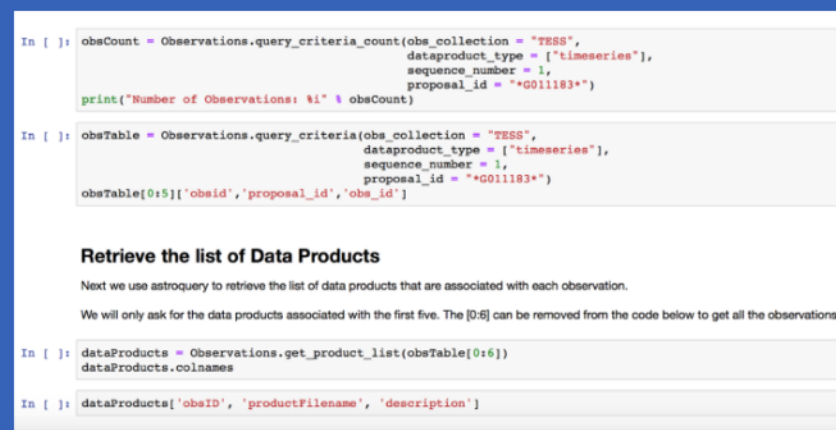 In [ ]: obsCount = Observations.query_criteria_count(obs_collection = "TESS",
dataproduct_type = ["timeseries"],
sequence_number = 1,
proposal_id = "*G011183*")
print("Number of Observations: %i" % obsCount)
In [ ]: obsTable = Observations.query_criteria(obs_collection = "TESS",
dataproduct_type = ["timeseries"],
sequence_number = 1,
proposal_id = "*G011183*")
obsTable[0:5]['obsid','proposal_id','obs_id']
Retrieve the list of Data Products
Next we use astroquery to retrieve the list of data products that are associated with each observation.
We will only ask for the data products associated with the first five. The [0:6] can be removed from the code below to get all the observations
In [ ]: dataProducts = Observations.get_product_list(obsTable[0:6])
dataProducts.colnames
In [ ]: dataProducts['obsID', 'productFilename', 'description']